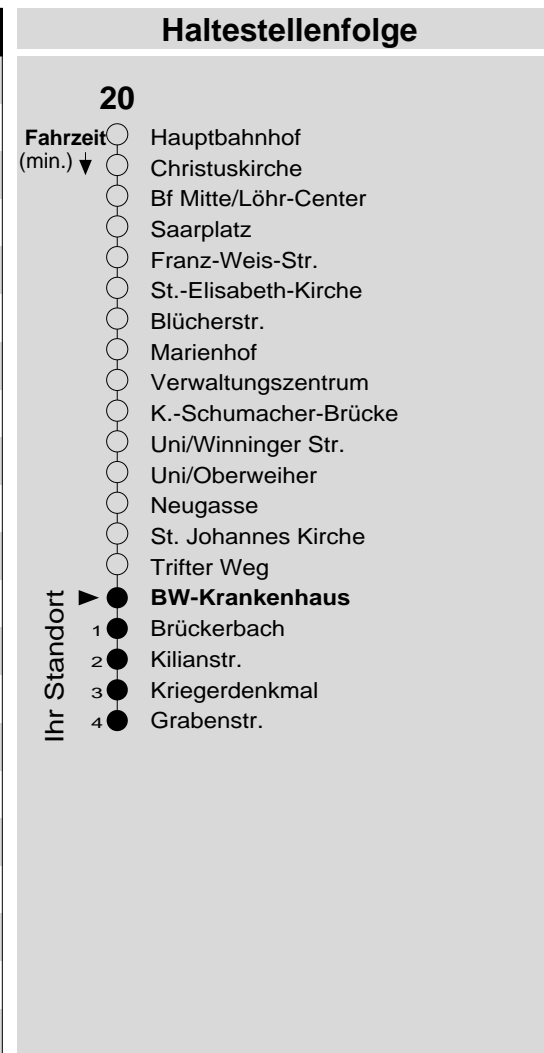 Haltestellenfolge
20
Fahrzeit
(min.)
Hauptbahnhof
Christuskirche
Bf Mitte/Löhr-Center
Saarplatz
Franz-Weis-Str.
St.-Elisabeth-Kirche
Blücherstr.
Marienhof
Verwaltungszentrum
K.-Schumacher-Brücke
Uni/Winninger Str.
Uni/Oberweiher
Neugasse
St. Johannes Kirche
Trifter Weg
Ihr Standort
BW-Krankenhaus
1 Brückerbach
2 Kilianstr.
3 Kriegerdenkmal
4 Grabenstr.